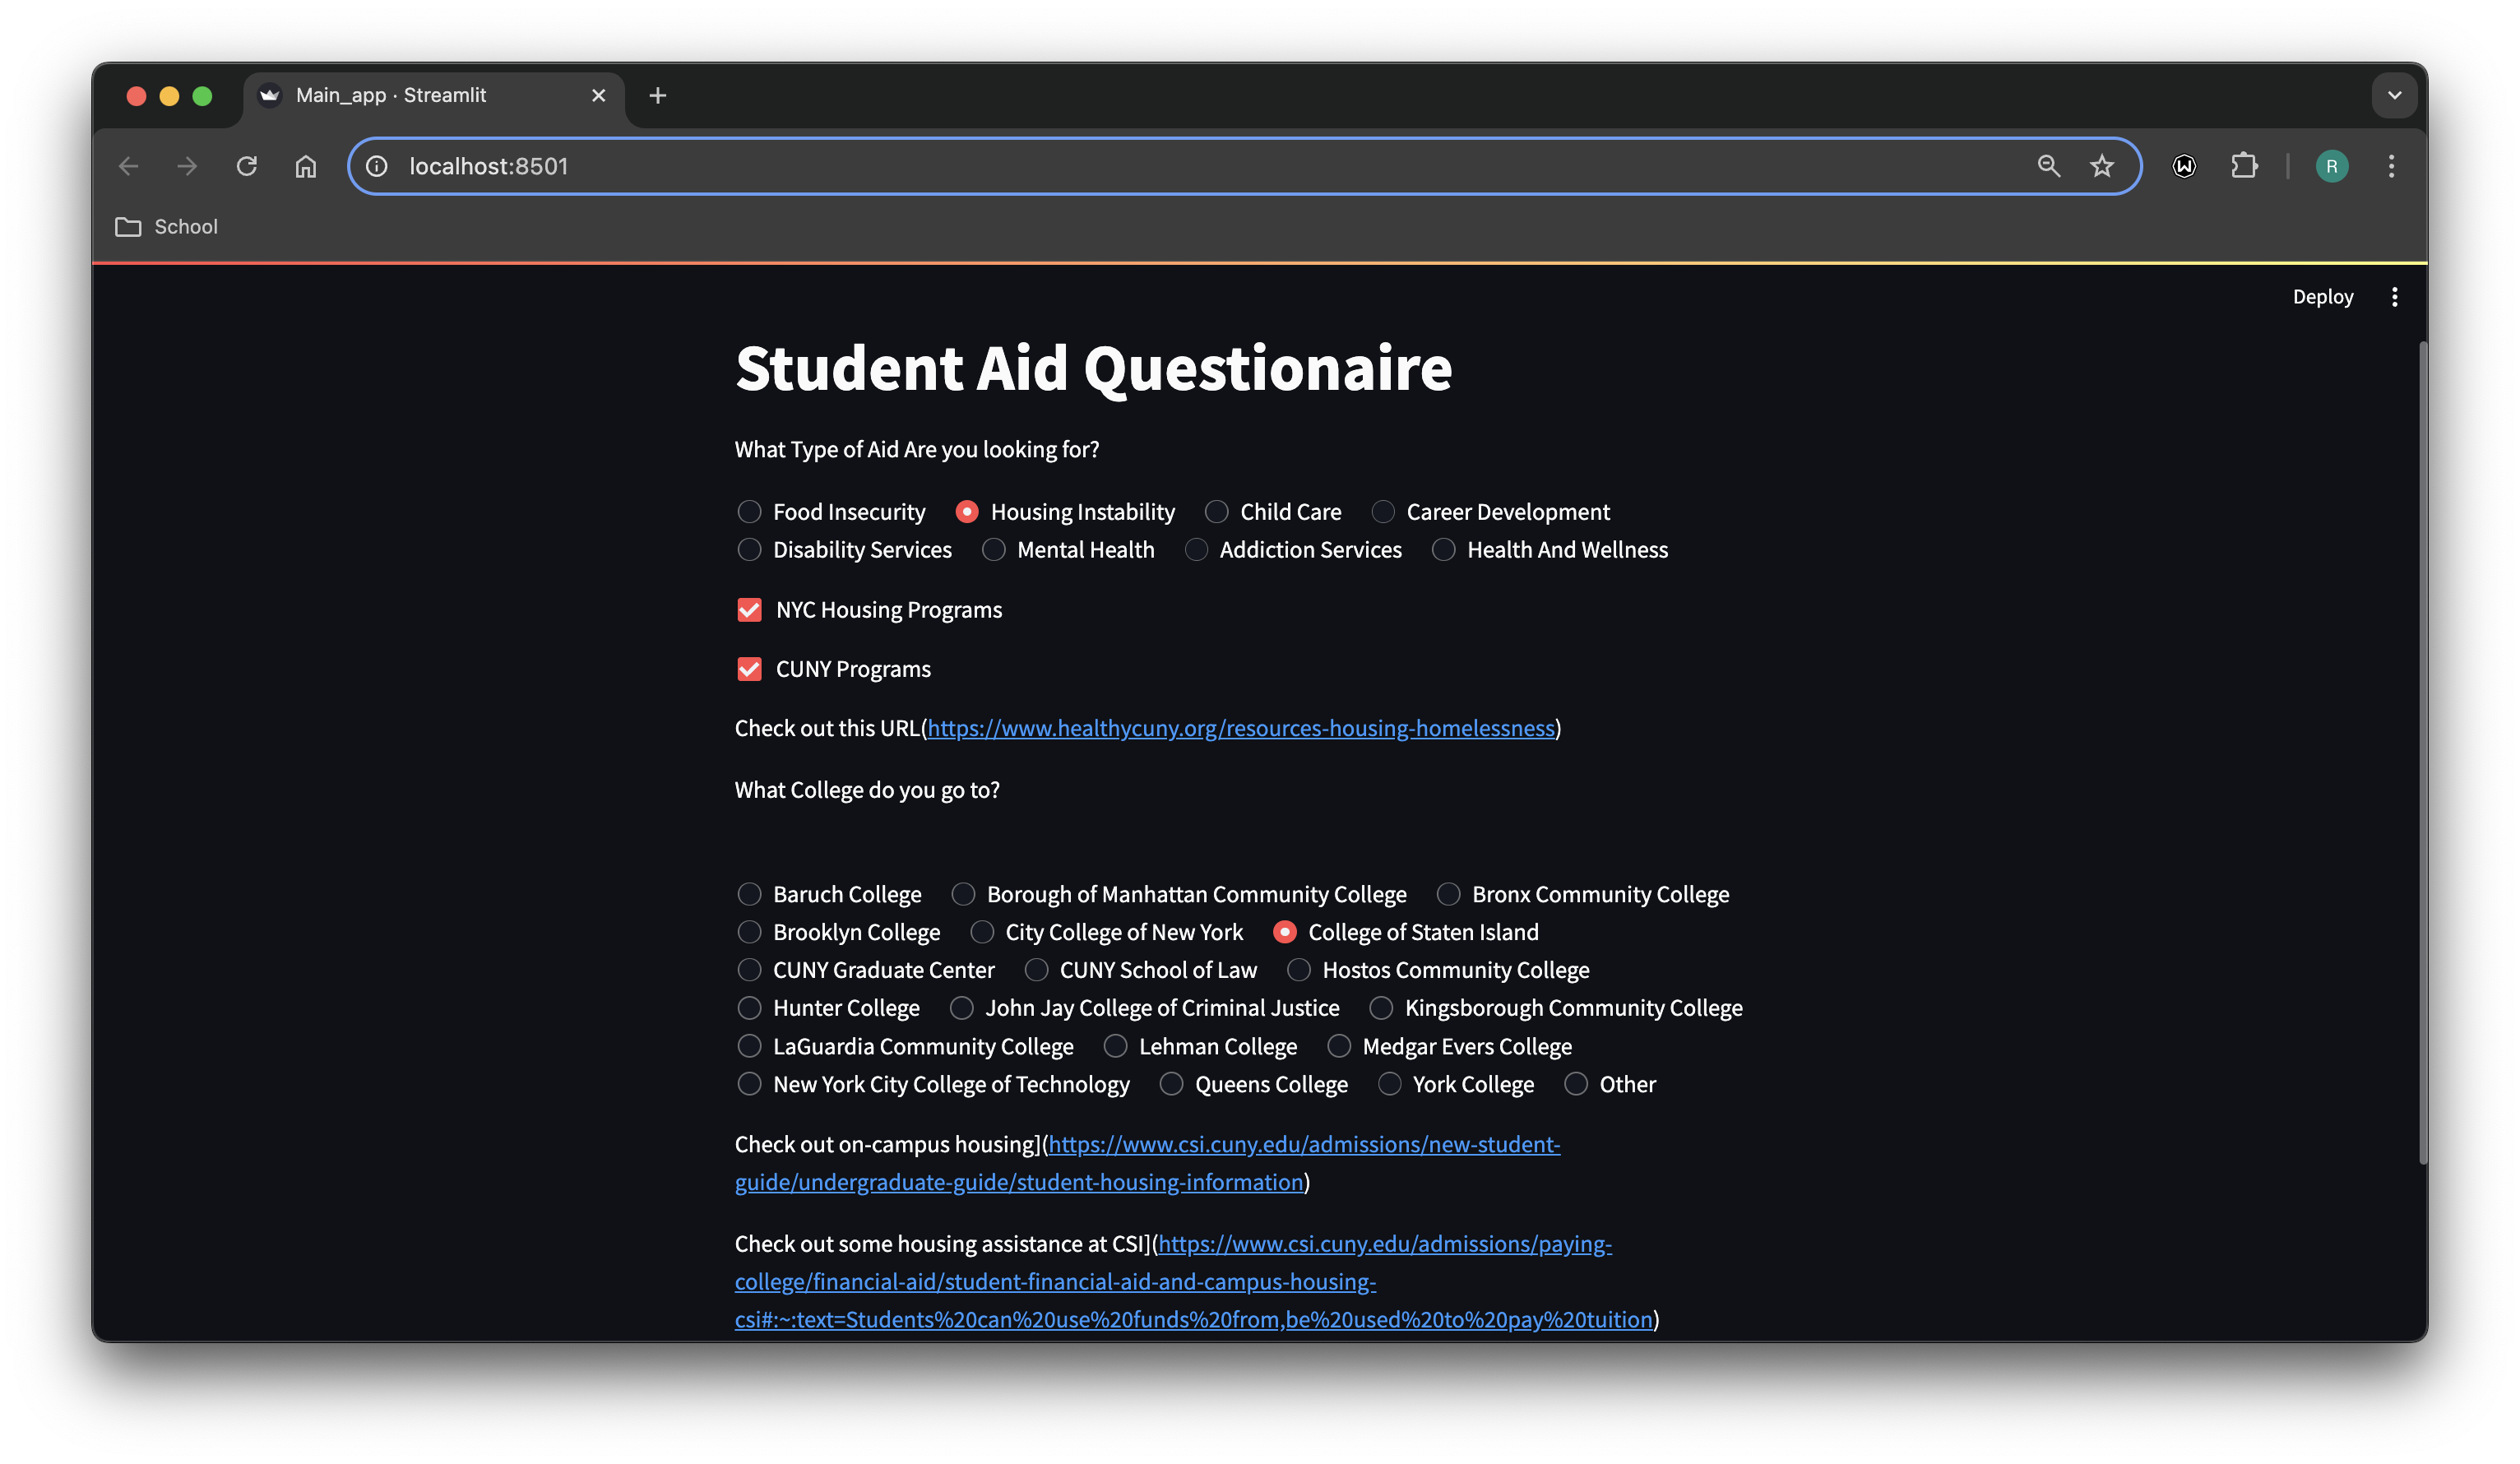 Main_app · Streamlit
localhost:8501
W
R
School
Deploy
Student Aid Questionaire
What Type of Aid Are you looking for?
Food Insecurity Housing Instability Child Care Career Development
Disability Services Mental Health Addiction Services Health And Wellness
NYC Housing Programs
CUNY Programs
Check out this URL(https://www.healthycuny.org/resources-housing-homelessness)
What College do you go to?
Baruch College Borough of Manhattan Community College Bronx Community College
Brooklyn College City College of New York College of Staten Island
CUNY Graduate Center CUNY School of Law Hostos Community College
Hunter College John Jay College of Criminal Justice Kingsborough Community College
LaGuardia Community College Lehman College Medgar Evers College
New York City College of Technology Queens College York College Other
Check out on-campus housing](https://www.csi.cuny.edu/admissions/new-student-
guide/undergraduate-guide/student-housing-information)
Check out some housing assistance at CSI](https://www.csi.cuny.edu/admissions/paying-
college/financial-aid/student-financial-aid-and-campus-housing-
csi#:~:text=Students%20can%20use%20funds%20from,be%20used%20to%20pay%20tuition)